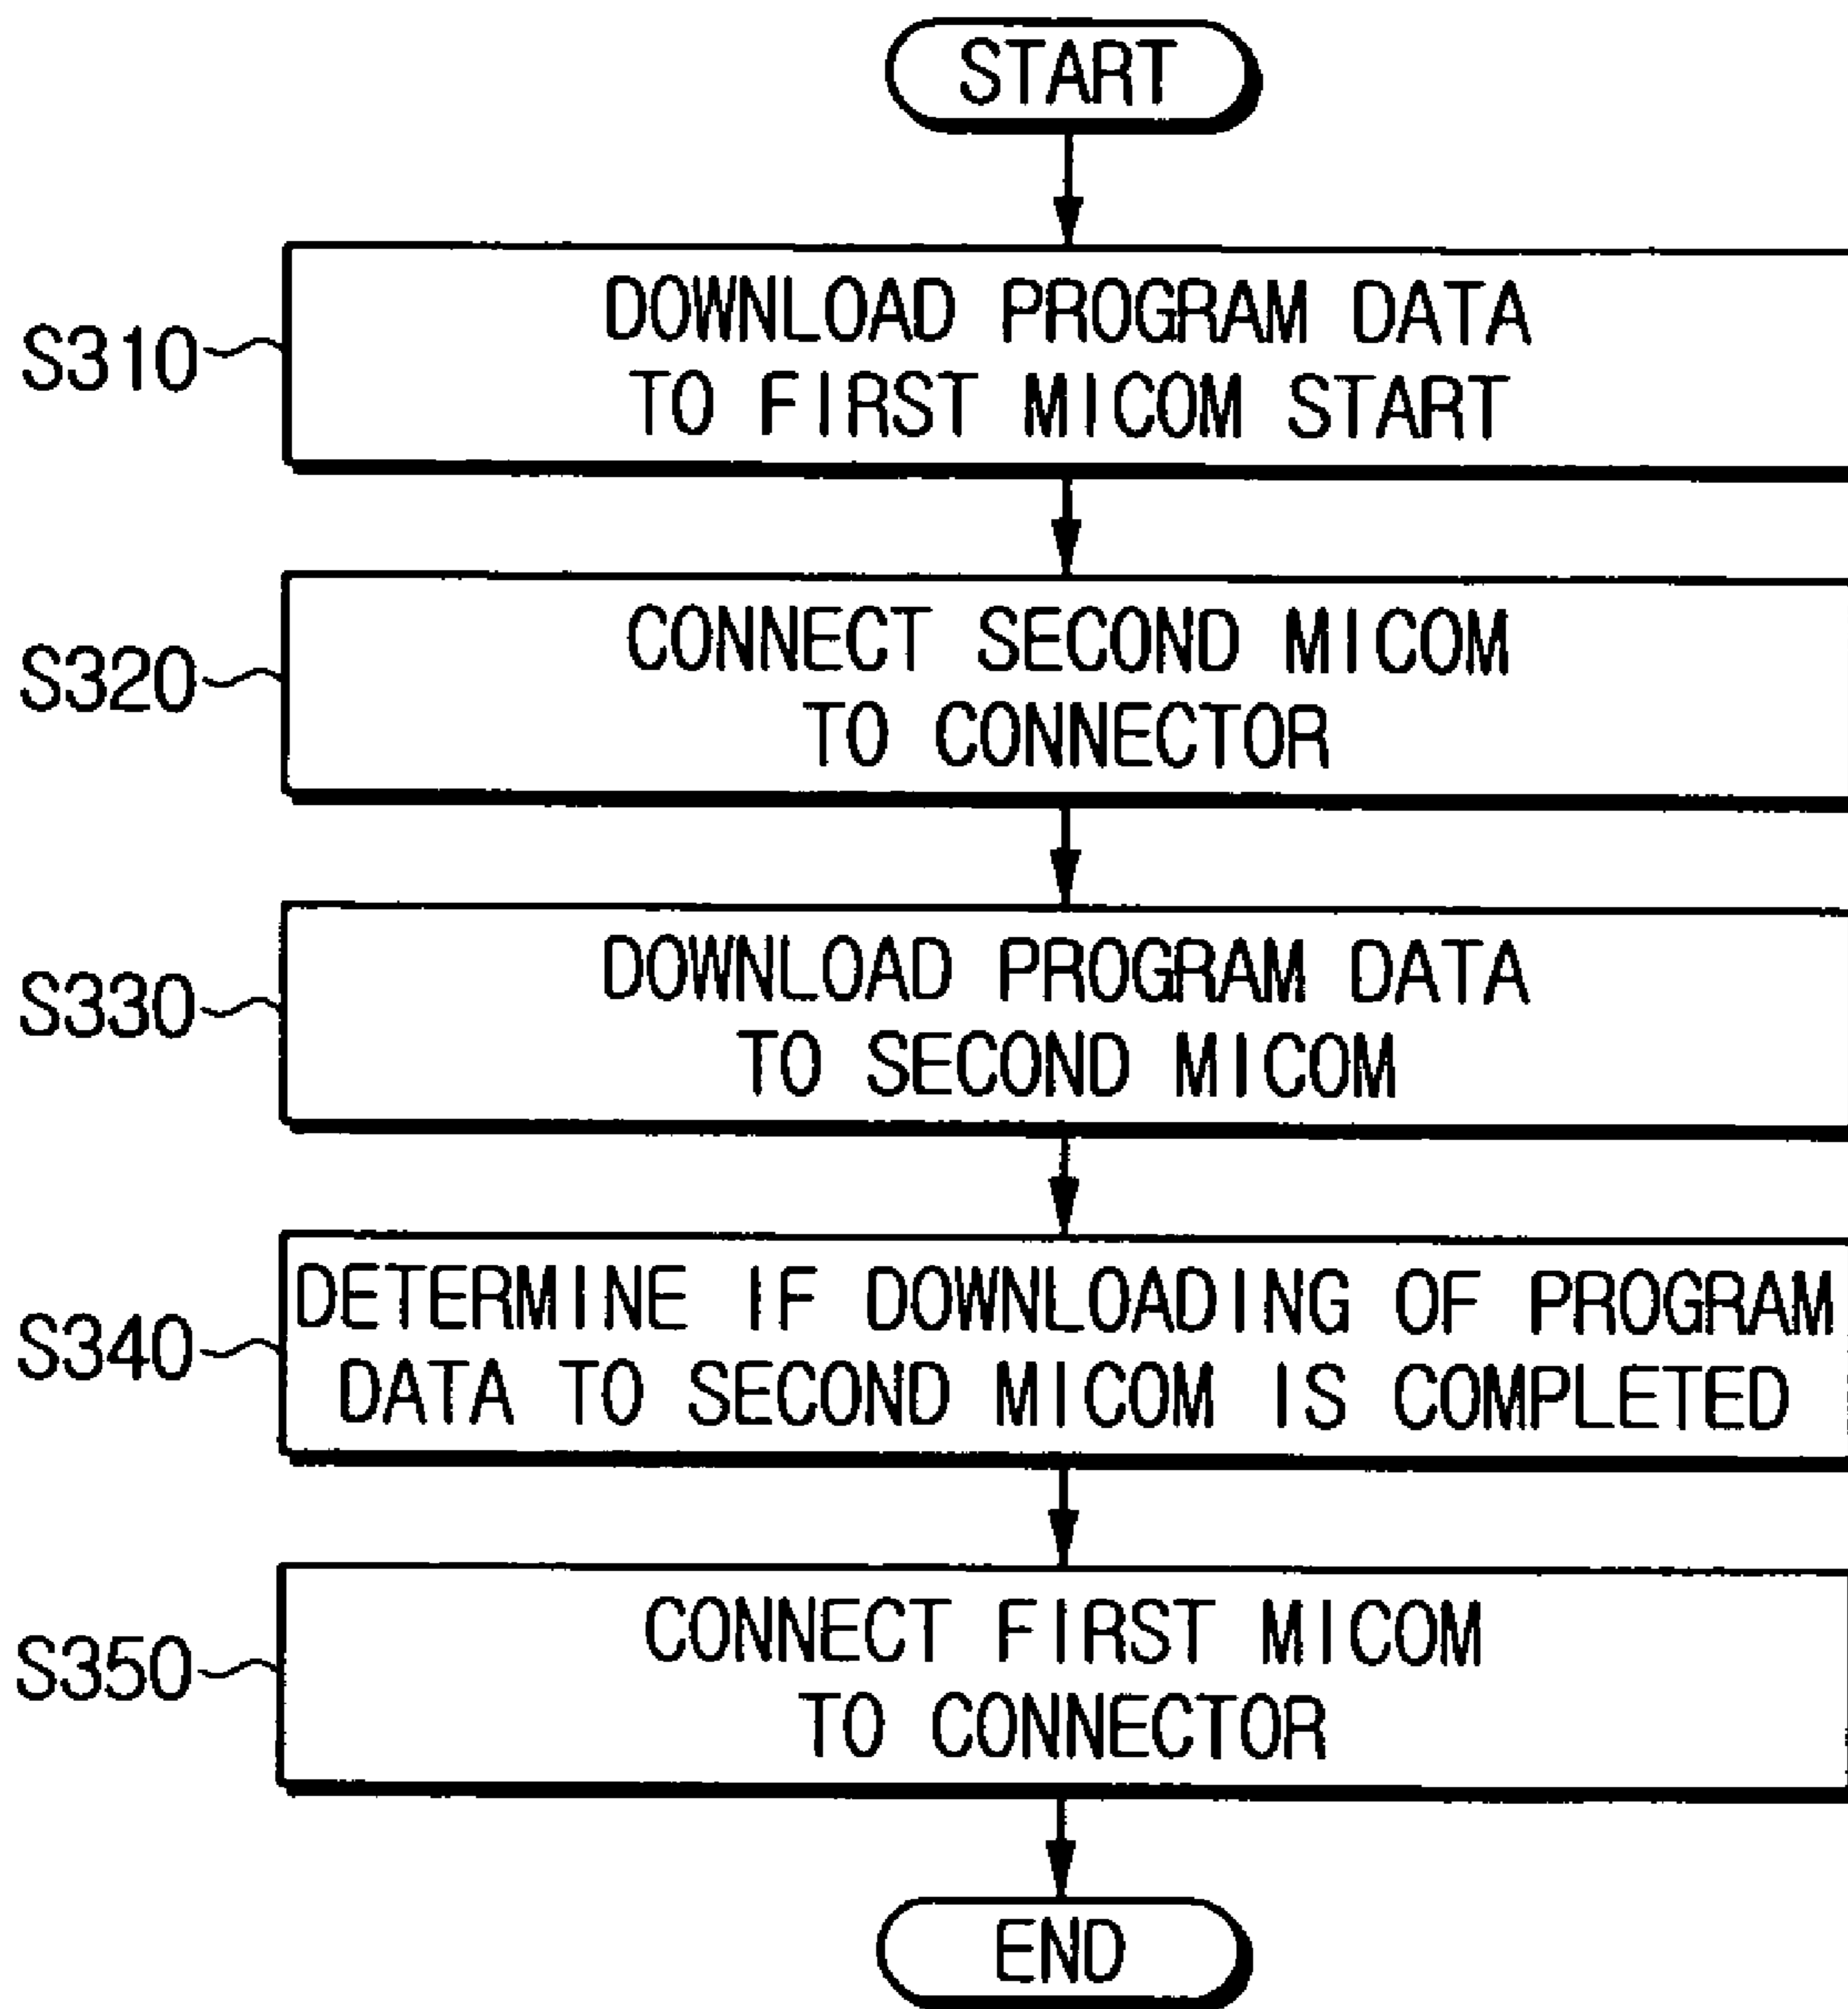 START
S310
DOWNLOAD PROGRAM DATA
TO FIRST MICOM START
S320
CONNECT SECOND MICOM
TO CONNECTOR
S330
DOWNLOAD PROGRAM DATA
TO SECOND MICOM
S340
DETERMINE IF DOWNLOADING OF PROGRAM
DATA TO SECOND MICOM IS COMPLETED
S350
CONNECT FIRST MICOM
TO CONNECTOR
END